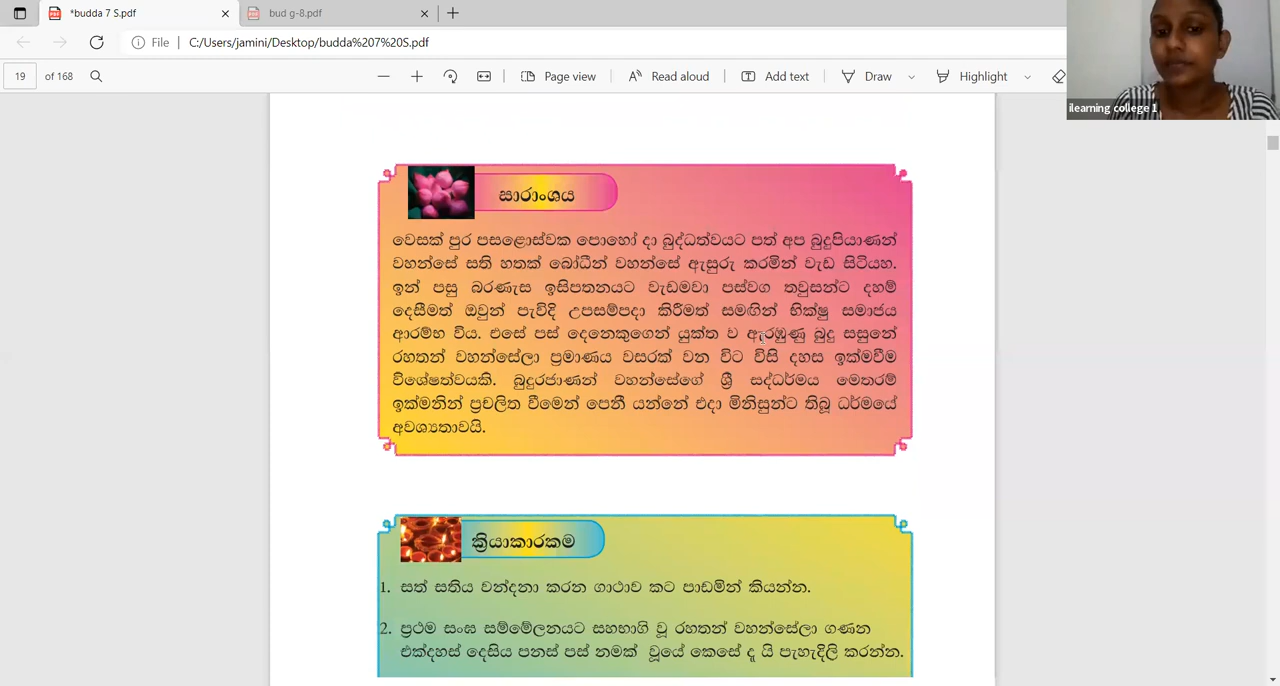 *budda 7 S.pdf
bud g-8.pdf
File
C:/Users/jamini/Desktop/budda%207%20S.pdf
19 of 168
Page view
Read aloud
Add text
Draw
Highlight
ilearning college 1
සාරාංශය
වෙසක් පුර පසළොස්වක පොහෝ දා බුද්ධත්වයට පත් අප බුදුපියාණන්
වහන්සේ සති හතක් බෝධීන් වහන්සේ ඇසුරු කරමින් වැඩ සිටියහ.
ඉන් පසු බරණැස ඉසිපතනයට වැඩමවා පස්වග තවුසන්ට දහම්
දෙසීමත් ඔවුන් පැවිදි උපසම්පදා කිරීමත් සමඟින් භික්ෂු සමාජය
ආරම්භ විය. එසේ පස් දෙනෙකුගෙන් යුක්ත ව ඇරඹුණු බුදු සසුනේ
රහතන් වහන්සේලා ප්‍රමාණය වසරක් වන විට විසි දහස ඉක්මවීම
විශේෂත්වයකි. බුදුරජාණන් වහන්සේගේ ශ්‍රී සද්ධර්මය මෙතරම්
ඉක්මනින් ප්‍රචලිත වීමෙන් පෙනී යන්නේ එදා මිනිසුන්ට තිබූ ධර්මයේ
අවශ්‍යතාවයි.
ක්‍රියාකාරකම
1. සත් සතිය වන්දනා කරන ගාථාව කට පාඩමින් කියන්න.
2. ප්‍රථම සංඝ සම්මේලනයට සහභාගි වූ රහතන් වහන්සේලා ගණන
එක්දහස් දෙසිය පනස් පස් නමක් වූයේ කෙසේ දැ යි පැහැදිලි කරන්න.